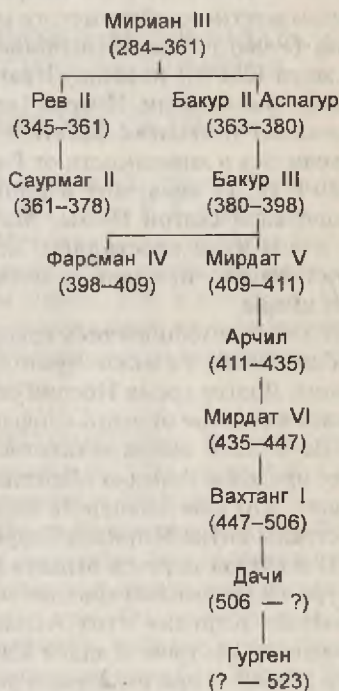 Мириан III
(284–361)
Рев II
(345–361)
Бакур II Аспагур
(363–380)
Саурмаг II
(361–378)
Бакур III
(380–398)
Фарсман IV
(398–409)
Мирдат V
(409–411)
Арчил
(411–435)
Мирдат VI
(435–447)
Вахтанг I
(447–506)
Дачи
(506 — ?)
Гурген
(? — 523)